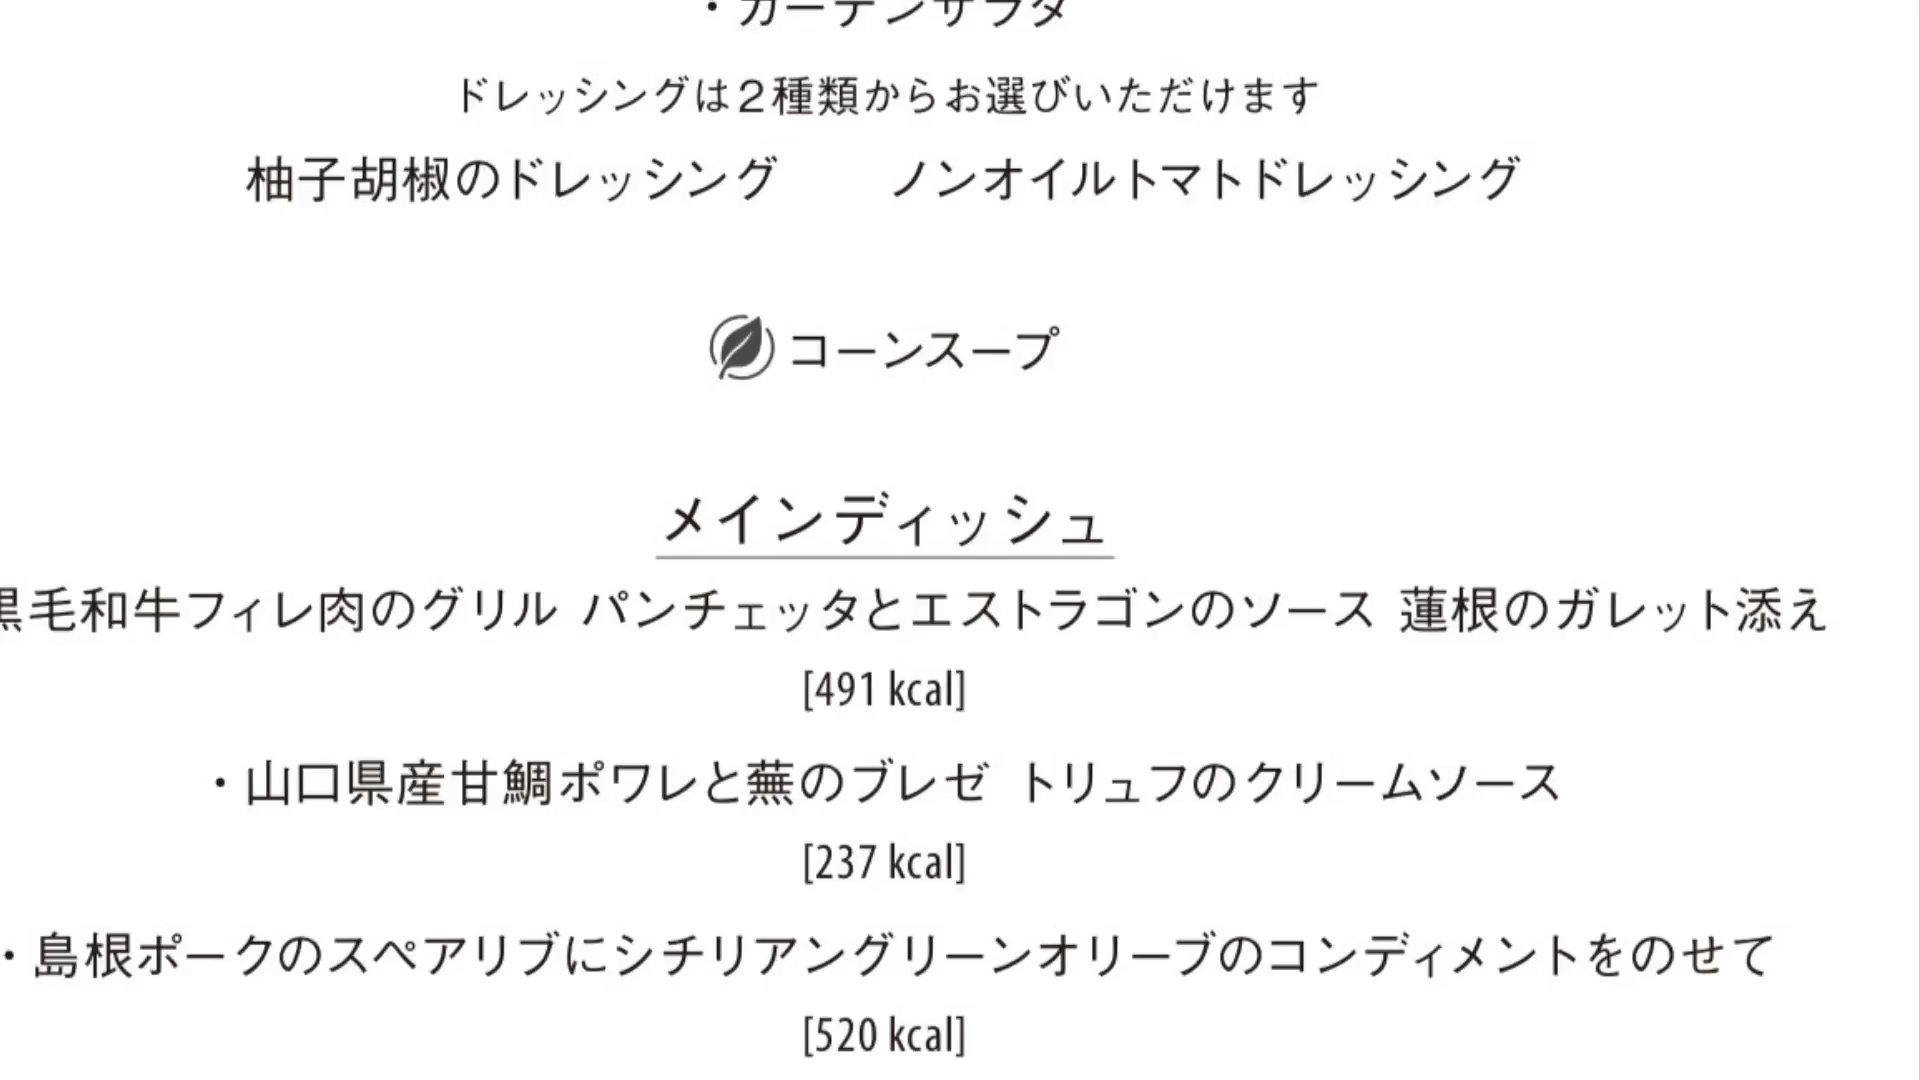 ・ガーデンサラダ
ドレッシングは２種類からお選びいただけます
柚子胡椒のドレッシング　　ノンオイルトマトドレッシング
コーンスープ
メインディッシュ
黒毛和牛フィレ肉のグリル パンチェッタとエストラゴンのソース 蓮根のガレット添え
[491 kcal]
・山口県産甘鯛ポワレと蕪のブレゼ トリュフのクリームソース
[237 kcal]
・島根ポークのスペアリブにシチリアングリーンオリーブのコンディメントをのせて
[520 kcal]